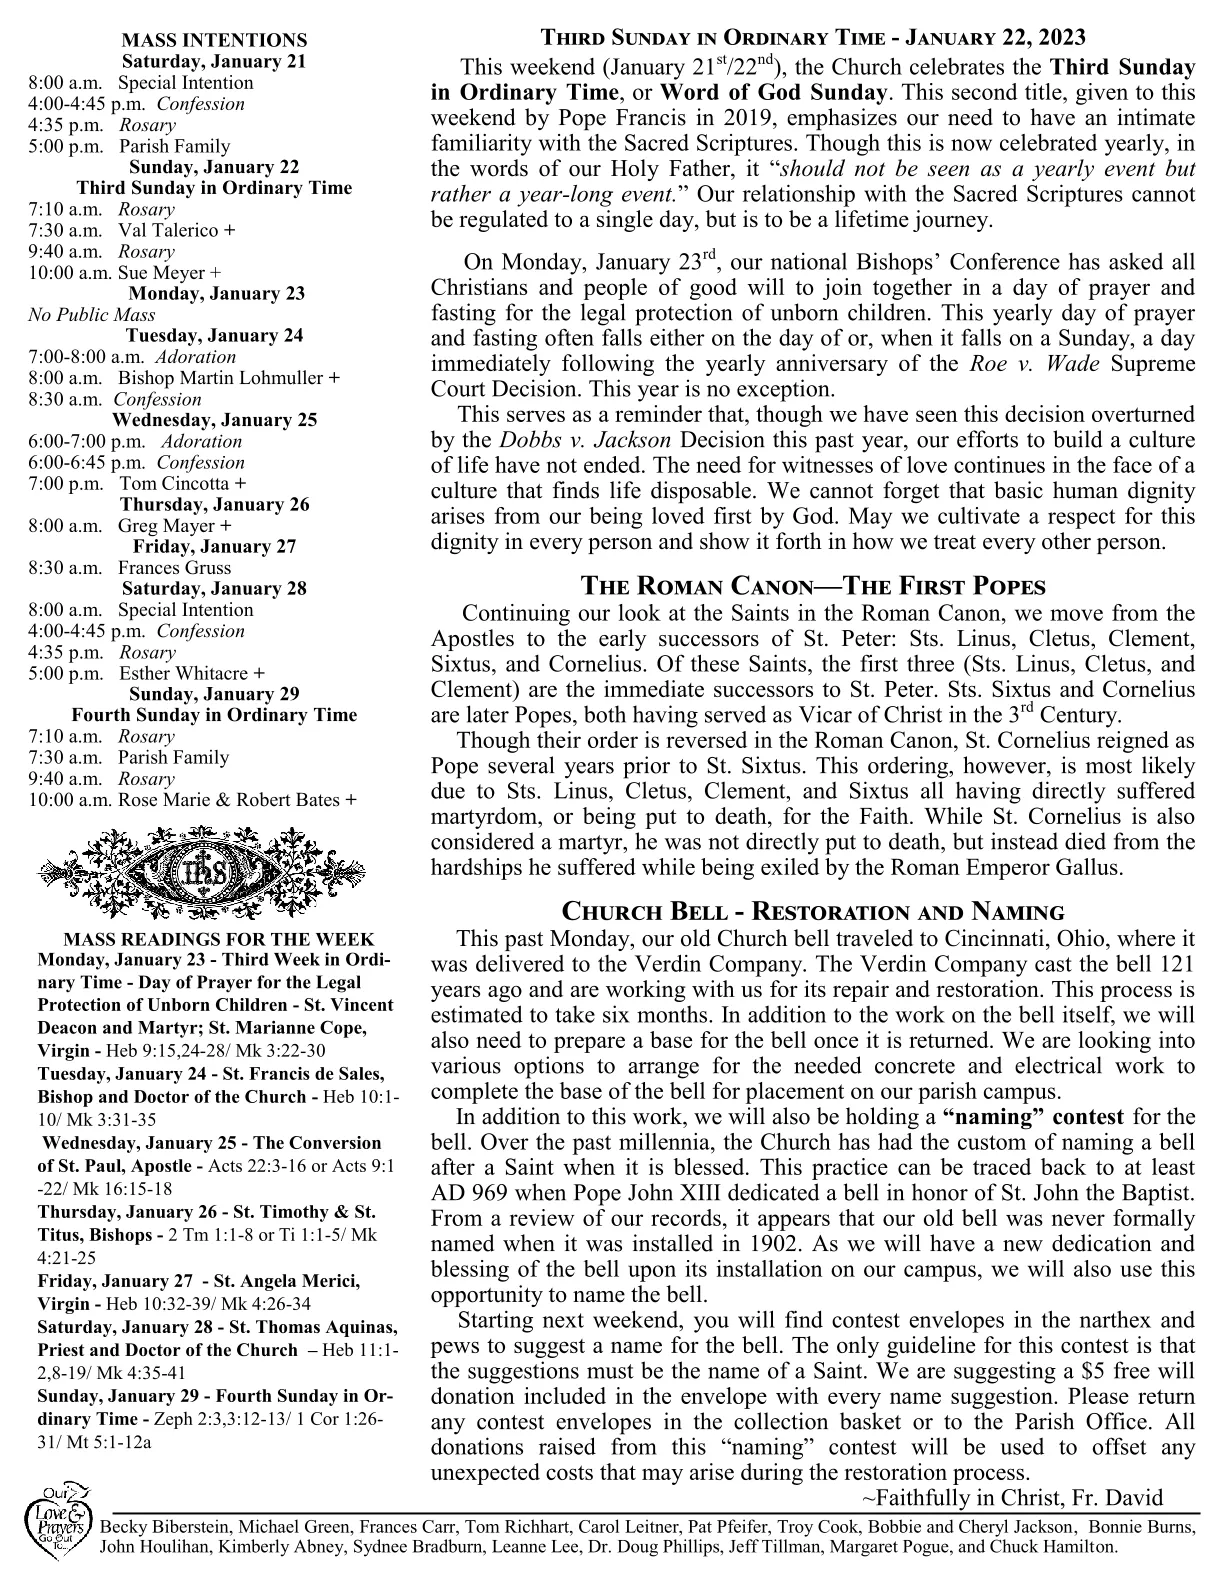 MASS INTENTIONS
Saturday, January 21
8:00 a.m. Special Intention
4:00-4:45 p.m. Confession
4:35 p.m. Rosary
5:00 p.m. Parish Family
Sunday, January 22
Third Sunday in Ordinary Time
7:10 a.m. Rosary
7:30 a.m. Val Talerico +
9:40 a.m. Rosary
10:00 a.m. Sue Meyer +
Monday, January 23
No Public Mass
Tuesday, January 24
7:00-8:00 a.m. Adoration
8:00 a.m. Bishop Martin Lohmuller +
8:30 a.m. Confession
Wednesday, January 25
6:00-7:00 p.m. Adoration
6:00-6:45 p.m. Confession
7:00 p.m. Tom Cincotta +
Thursday, January 26
8:00 a.m. Greg Mayer +
Friday, January 27
8:30 a.m. Frances Gruss
Saturday, January 28
8:00 a.m. Special Intention
4:00-4:45 p.m. Confession
4:35 p.m. Rosary
5:00 p.m. Esther Whitacre +
Sunday, January 29
Fourth Sunday in Ordinary Time
7:10 a.m. Rosary
7:30 a.m. Parish Family
9:40 a.m. Rosary
10:00 a.m. Rose Marie & Robert Bates +
IHS
MASS READINGS FOR THE WEEK
Monday, January 23 - Third Week in Ordi-
nary Time - Day of Prayer for the Legal
Protection of Unborn Children - St. Vincent
Deacon and Martyr; St. Marianne Cope,
Virgin - Heb 9:15,24-28/ Mk 3:22-30
Tuesday, January 24 - St. Francis de Sales,
Bishop and Doctor of the Church - Heb 10:1-
10/ Mk 3:31-35
Wednesday, January 25 - The Conversion
of St. Paul, Apostle - Acts 22:3-16 or Acts 9:1
-22/ Mk 16:15-18
Thursday, January 26 - St. Timothy & St.
Titus, Bishops - 2 Tm 1:1-8 or Ti 1:1-5/ Mk
4:21-25
Friday, January 27 - St. Angela Merici,
Virgin - Heb 10:32-39/ Mk 4:26-34
Saturday, January 28 - St. Thomas Aquinas,
Priest and Doctor of the Church – Heb 11:1-
2,8-19/ Mk 4:35-41
Sunday, January 29 - Fourth Sunday in Or-
dinary Time - Zeph 2:3,3:12-13/ 1 Cor 1:26-
31/ Mt 5:1-12a
THIRD SUNDAY IN ORDINARY TIME - JANUARY 22, 2023
This weekend (January 21st/22nd), the Church celebrates the Third Sunday
in Ordinary Time, or Word of God Sunday. This second title, given to this
weekend by Pope Francis in 2019, emphasizes our need to have an intimate
familiarity with the Sacred Scriptures. Though this is now celebrated yearly, in
the words of our Holy Father, it “should not be seen as a yearly event but
rather a year-long event.” Our relationship with the Sacred Scriptures cannot
be regulated to a single day, but is to be a lifetime journey.
On Monday, January 23rd, our national Bishops’ Conference has asked all
Christians and people of good will to join together in a day of prayer and
fasting for the legal protection of unborn children. This yearly day of prayer
and fasting often falls either on the day of or, when it falls on a Sunday, a day
immediately following the yearly anniversary of the Roe v. Wade Supreme
Court Decision. This year is no exception.
This serves as a reminder that, though we have seen this decision overturned
by the Dobbs v. Jackson Decision this past year, our efforts to build a culture
of life have not ended. The need for witnesses of love continues in the face of a
culture that finds life disposable. We cannot forget that basic human dignity
arises from our being loved first by God. May we cultivate a respect for this
dignity in every person and show it forth in how we treat every other person.
THE ROMAN CANON—THE FIRST POPES
Continuing our look at the Saints in the Roman Canon, we move from the
Apostles to the early successors of St. Peter: Sts. Linus, Cletus, Clement,
Sixtus, and Cornelius. Of these Saints, the first three (Sts. Linus, Cletus, and
Clement) are the immediate successors to St. Peter. Sts. Sixtus and Cornelius
are later Popes, both having served as Vicar of Christ in the 3rd Century.
Though their order is reversed in the Roman Canon, St. Cornelius reigned as
Pope several years prior to St. Sixtus. This ordering, however, is most likely
due to Sts. Linus, Cletus, Clement, and Sixtus all having directly suffered
martyrdom, or being put to death, for the Faith. While St. Cornelius is also
considered a martyr, he was not directly put to death, but instead died from the
hardships he suffered while being exiled by the Roman Emperor Gallus.
CHURCH BELL - RESTORATION AND NAMING
This past Monday, our old Church bell traveled to Cincinnati, Ohio, where it
was delivered to the Verdin Company. The Verdin Company cast the bell 121
years ago and are working with us for its repair and restoration. This process is
estimated to take six months. In addition to the work on the bell itself, we will
also need to prepare a base for the bell once it is returned. We are looking into
various options to arrange for the needed concrete and electrical work to
complete the base of the bell for placement on our parish campus.
In addition to this work, we will also be holding a “naming” contest for the
bell. Over the past millennia, the Church has had the custom of naming a bell
after a Saint when it is blessed. This practice can be traced back to at least
AD 969 when Pope John XIII dedicated a bell in honor of St. John the Baptist.
From a review of our records, it appears that our old bell was never formally
named when it was installed in 1902. As we will have a new dedication and
blessing of the bell upon its installation on our campus, we will also use this
opportunity to name the bell.
Starting next weekend, you will find contest envelopes in the narthex and
pews to suggest a name for the bell. The only guideline for this contest is that
the suggestions must be the name of a Saint. We are suggesting a $5 free will
donation included in the envelope with every name suggestion. Please return
any contest envelopes in the collection basket or to the Parish Office. All
donations raised from this “naming” contest will be used to offset any
unexpected costs that may arise during the restoration process.
~Faithfully in Christ, Fr. David
Our
Love &
Prayers
Go Out
To...
Becky Biberstein, Michael Green, Frances Carr, Tom Richhart, Carol Leitner, Pat Pfeifer, Troy Cook, Bobbie and Cheryl Jackson, Bonnie Burns,
John Houlihan, Kimberly Abney, Sydnee Bradburn, Leanne Lee, Dr. Doug Phillips, Jeff Tillman, Margaret Pogue, and Chuck Hamilton.